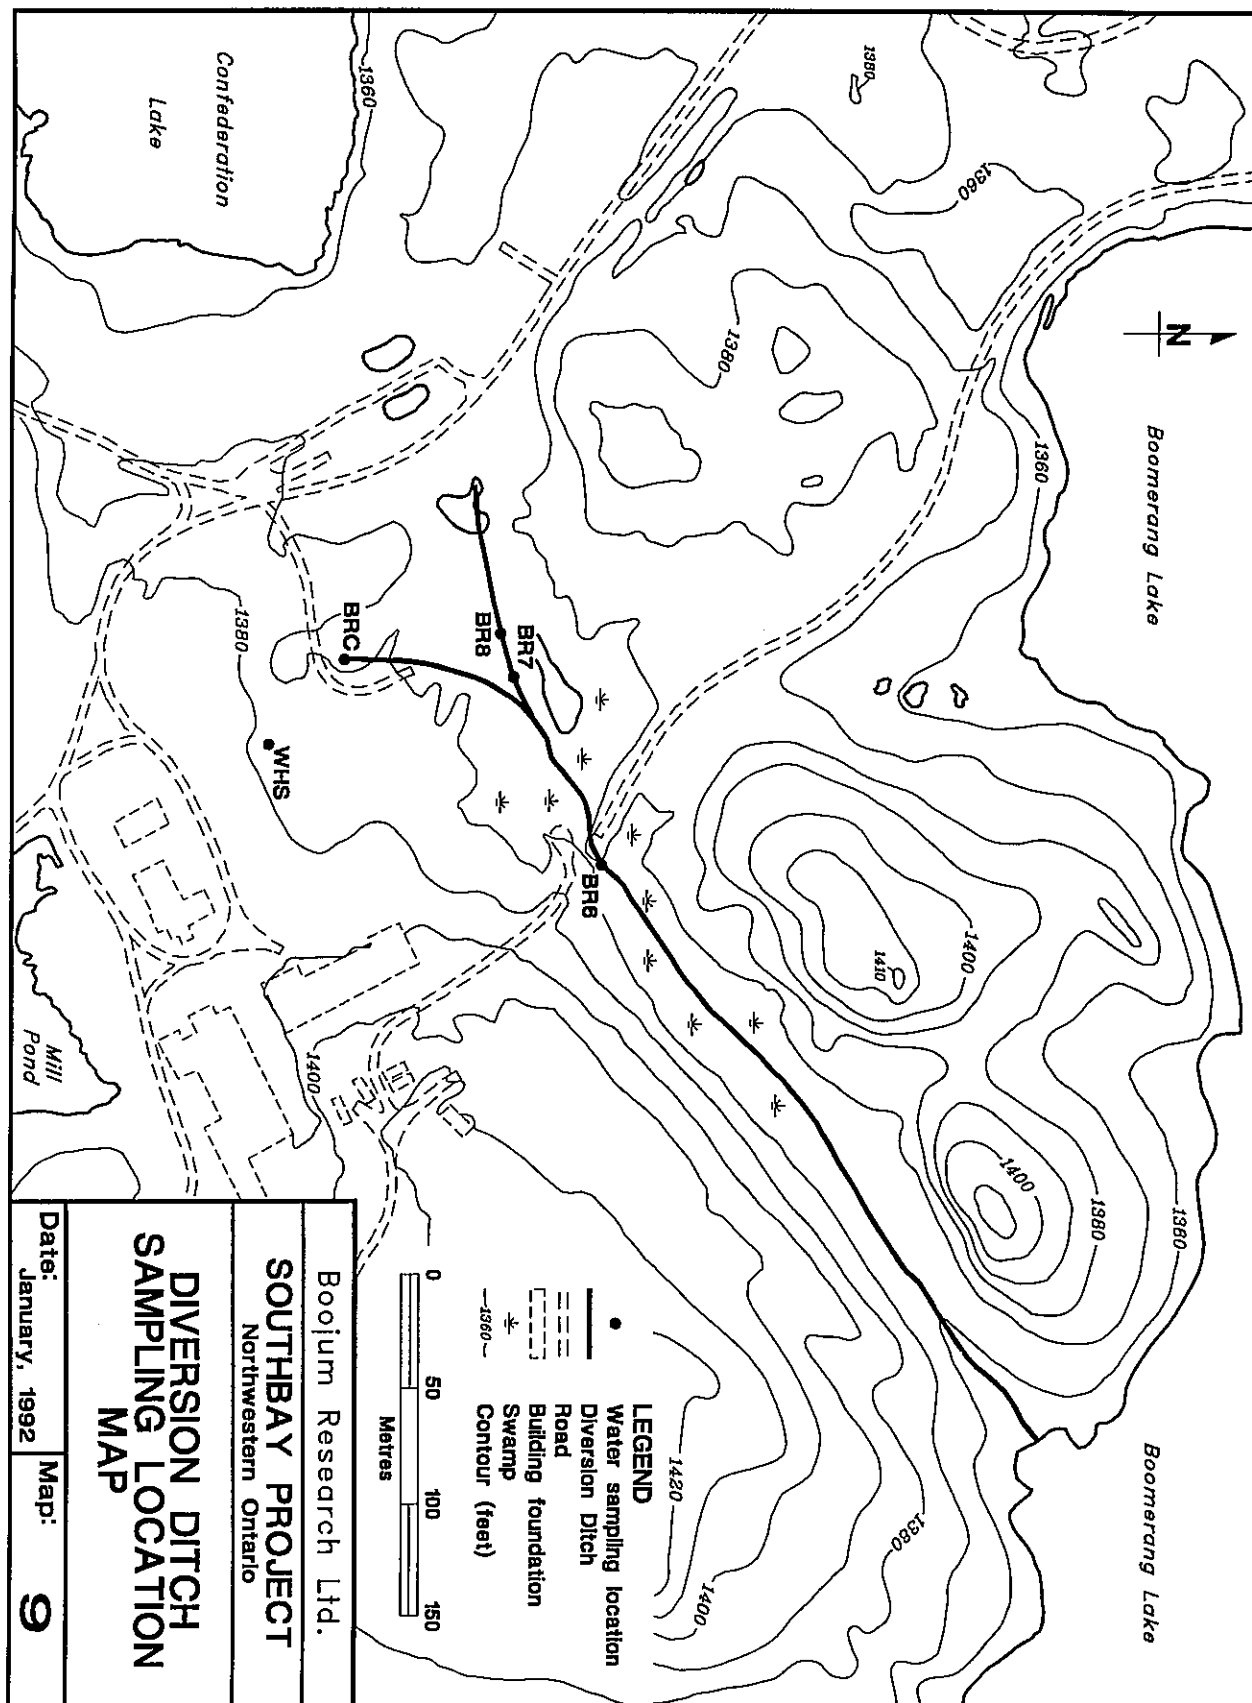 Confederation
Lake
1360
1380
1360
N
Boomerang Lake
1380
1360
BR7
BR8
BRC
1380
WHS
BR6
1400
1410
Mill
Pond
1400
1400
1380
1380
Boomerang Lake
1420
1380
1400
LEGEND
Water sampling location
Diversion Ditch
Road
Building foundation
Swamp
1360 Contour (feet)
0 50 100 150
Metres
Boojum Research Ltd.
SOUTHBAY PROJECT
Northwestern Ontario
DIVERSION DITCH
SAMPLING LOCATION
MAP
Date:
January, 1992
Map:
9